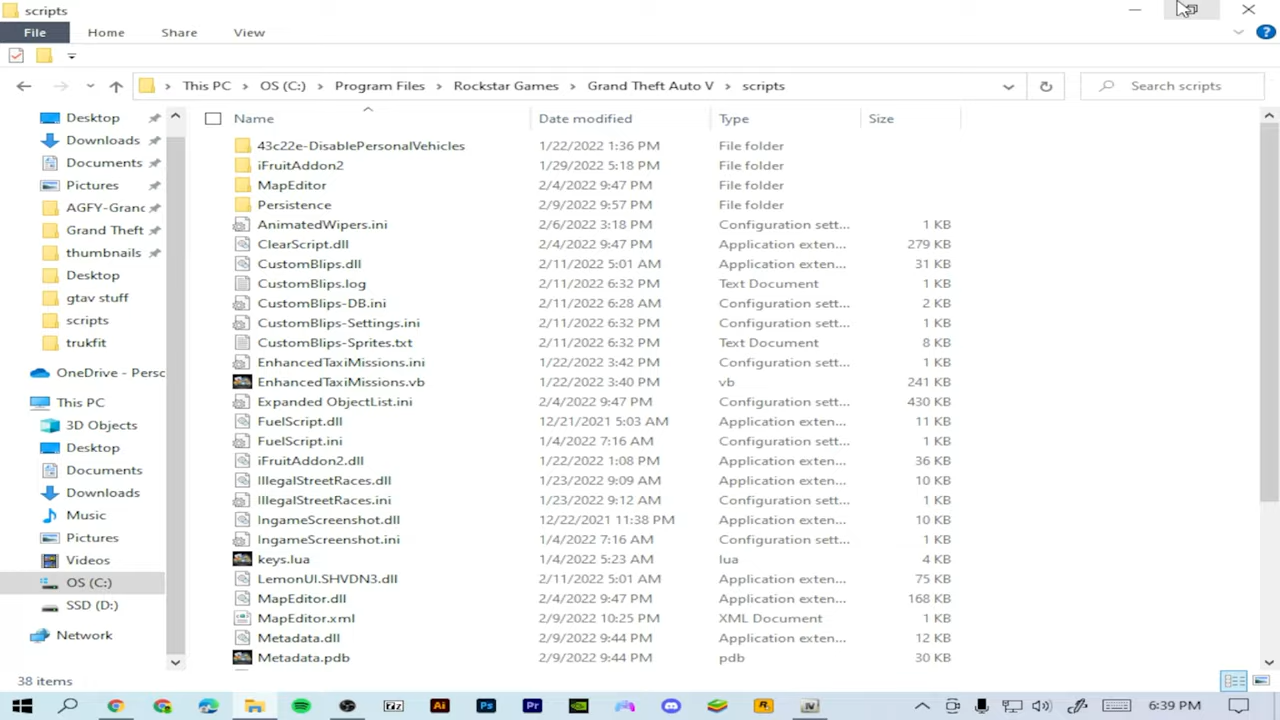 scripts
File Home Share View
This PC OS (C:) Program Files Rockstar Games Grand Theft Auto V scripts Search scripts
Name Date modified Type Size
Desktop
Downloads
Documents
Pictures
AGFY-Granc
Grand Theft
thumbnails
Desktop
gtav stuff
scripts
trukfit
OneDrive - Persc
This PC
3D Objects
Desktop
Documents
Downloads
Music
Pictures
Videos
OS (C:)
SSD (D:)
Network
43c22e-DisablePersonalVehicles 1/22/2022 1:36 PM File folder
iFruitAddon2 1/29/2022 5:18 PM File folder
MapEditor 2/4/2022 9:47 PM File folder
Persistence 2/9/2022 9:57 PM File folder
AnimatedWipers.ini 2/6/2022 3:18 PM Configuration sett... 1 KB
ClearScript.dll 2/4/2022 9:47 PM Application exten... 279 KB
CustomBlips.dll 2/11/2022 5:01 AM Application exten... 31 KB
CustomBlips.log 2/11/2022 6:32 PM Text Document 1 KB
CustomBlips-DB.ini 2/11/2022 6:28 AM Configuration sett... 2 KB
CustomBlips-Settings.ini 2/11/2022 6:32 PM Configuration sett... 1 KB
CustomBlips-Sprites.txt 2/11/2022 6:32 PM Text Document 8 KB
EnhancedTaxiMissions.ini 1/22/2022 3:42 PM Configuration sett... 1 KB
EnhancedTaxiMissions.vb 1/22/2022 3:40 PM vb 241 KB
Expanded ObjectList.ini 2/4/2022 9:47 PM Configuration sett... 430 KB
FuelScript.dll 12/21/2021 5:03 AM Application exten... 11 KB
FuelScript.ini 1/4/2022 7:16 AM Configuration sett... 1 KB
iFruitAddon2.dll 1/22/2022 1:08 PM Application exten... 36 KB
IllegalStreetRaces.dll 1/23/2022 9:09 AM Application exten... 10 KB
IllegalStreetRaces.ini 1/23/2022 9:12 AM Configuration sett... 1 KB
IngameScreenshot.dll 12/22/2021 11:38 PM Application exten... 10 KB
IngameScreenshot.ini 1/4/2022 7:16 AM Configuration sett... 1 KB
keys.lua 1/4/2022 5:23 AM lua 4 KB
LemonUI.SHVDN3.dll 2/11/2022 5:01 AM Application exten... 75 KB
MapEditor.dll 2/4/2022 9:47 PM Application exten... 168 KB
MapEditor.xml 2/9/2022 10:25 PM XML Document 1 KB
Metadata.dll 2/9/2022 9:44 PM Application exten... 12 KB
Metadata.pdb 2/9/2022 9:44 PM pdb 30 KB
38 items
Ai Ps Pr 6:39 PM